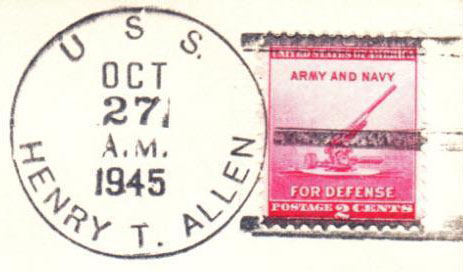 U.S.S.
OCT
27
A.M.
1945
HENRY T. ALLEN
UNITED STATES OF AMERICA
ARMY AND NAVY
FOR DEFENSE
POSTAGE 2 CENTS